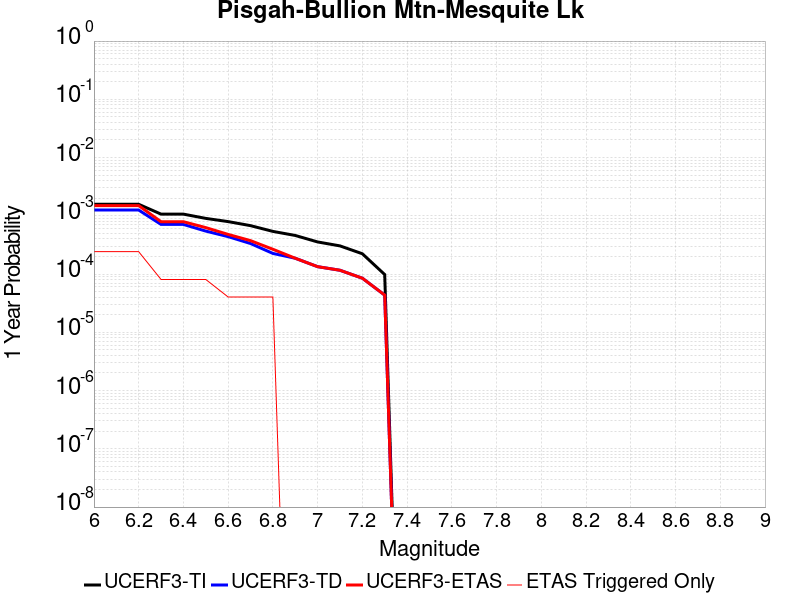 Pisgah-Bullion Mtn-Mesquite Lk
10^0
10^-1
10^-2
10^-3
10^-4
10^-5
10^-6
10^-7
10^-8
1 Year Probability
6 6.2 6.4 6.6 6.8 7 7.2 7.4 7.6 7.8 8 8.2 8.4 8.6 8.8 9
Magnitude
UCERF3-TI UCERF3-TD UCERF3-ETAS ETAS Triggered Only